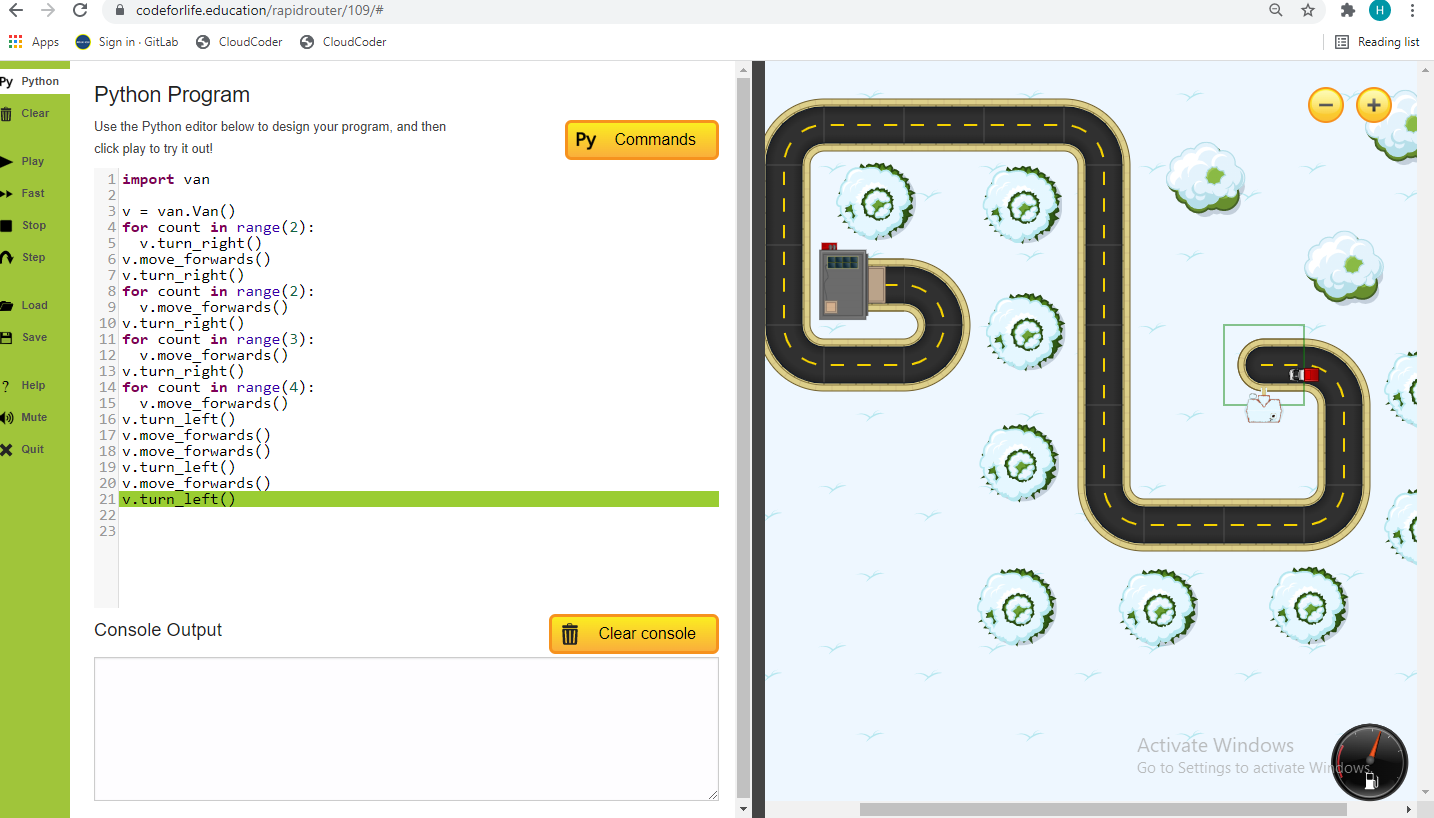 codeforlife.education/rapidrouter/109/#
H
Apps
Sign in · GitLab
CloudCoder
CloudCoder
Reading list
Py Python
Clear
Play
Fast
Stop
Step
Load
Save
? Help
Mute
Quit
Python Program
Use the Python editor below to design your program, and then
click play to try it out!
Py Commands
1 import van
2
3 v = van.Van()
4 for count in range(2):
5   v.turn_right()
6 v.move_forwards()
7 v.turn_right()
8 for count in range(2):
9   v.move_forwards()
10 v.turn_right()
11 for count in range(3):
12   v.move_forwards()
13 v.turn_right()
14 for count in range(4):
15   v.move_forwards()
16 v.turn_left()
17 v.move_forwards()
18 v.move_forwards()
19 v.turn_left()
20 v.move_forwards()
21 v.turn_left()
22
23
Console Output
Clear console
Activate Windows
Go to Settings to activate Windows.